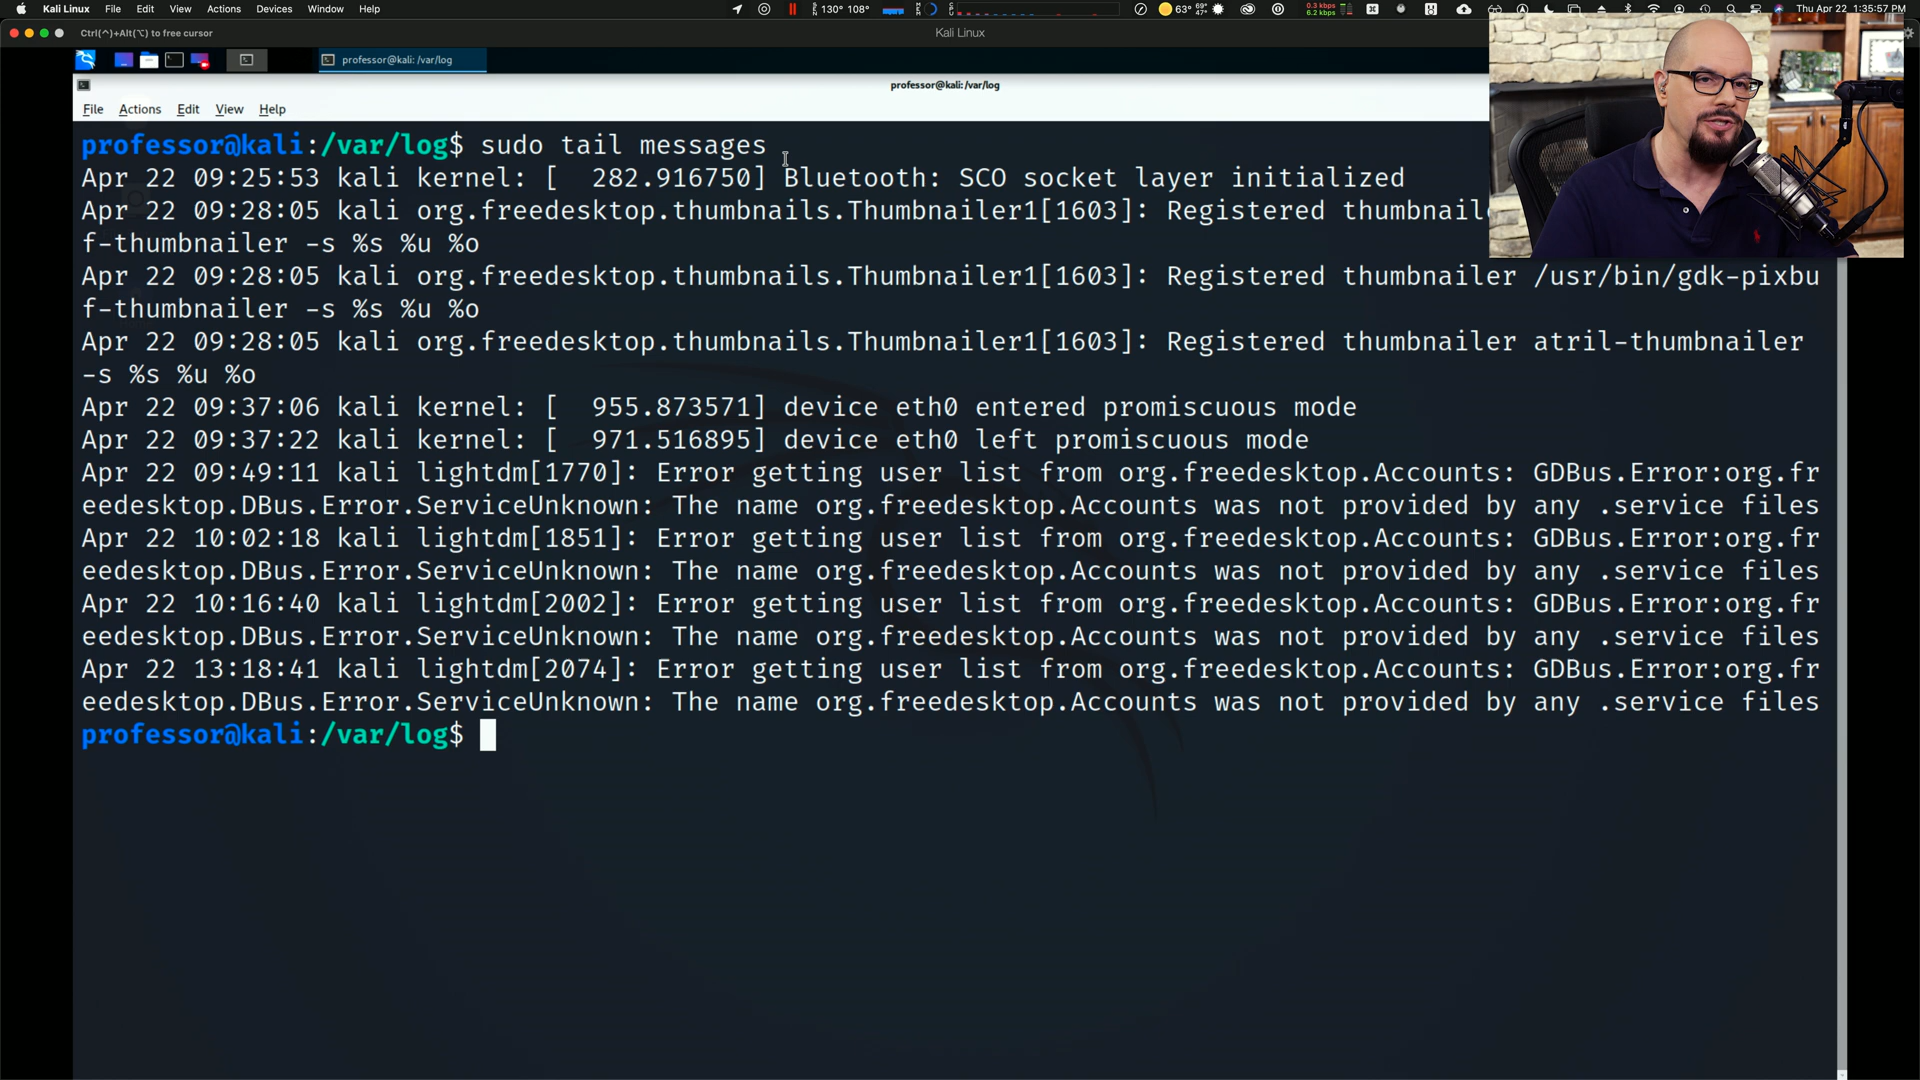 Kali Linux File Edit View Actions Devices Window Help 130° 108° 63° 69° 47° 0.3 kbps 6.2 kbps Thu Apr 22 1:35:57 PM
Ctrl(^)+Alt(⌥) to free cursor
Kali Linux
professor@kali: /var/log
professor@kali:/var/log
File Actions Edit View Help
professor@kali:/var/log$ sudo tail messages
Apr 22 09:25:53 kali kernel: [  282.916750] Bluetooth: SCO socket layer initialized
Apr 22 09:28:05 kali org.freedesktop.thumbnails.Thumbnailer1[1603]: Registered
f-thumbnailer -s %s %u %o
Apr 22 09:28:05 kali org.freedesktop.thumbnails.Thumbnailer1[1603]: Registered thumbnailer /usr/bin/gdk-pixbu
f-thumbnailer -s %s %u %o
Apr 22 09:28:05 kali org.freedesktop.thumbnails.Thumbnailer1[1603]: Registered thumbnailer atril-thumbnailer
-s %s %u %o
Apr 22 09:37:06 kali kernel: [  955.873571] device eth0 entered promiscuous mode
Apr 22 09:37:22 kali kernel: [  971.516895] device eth0 left promiscuous mode
Apr 22 09:49:11 kali lightdm[1770]: Error getting user list from org.freedesktop.Accounts: GDBus.Error:org.fr
eedesktop.DBus.Error.ServiceUnknown: The name org.freedesktop.Accounts was not provided by any .service files
Apr 22 10:02:18 kali lightdm[1851]: Error getting user list from org.freedesktop.Accounts: GDBus.Error:org.fr
eedesktop.DBus.Error.ServiceUnknown: The name org.freedesktop.Accounts was not provided by any .service files
Apr 22 10:16:40 kali lightdm[2002]: Error getting user list from org.freedesktop.Accounts: GDBus.Error:org.fr
eedesktop.DBus.Error.ServiceUnknown: The name org.freedesktop.Accounts was not provided by any .service files
Apr 22 13:18:41 kali lightdm[2074]: Error getting user list from org.freedesktop.Accounts: GDBus.Error:org.fr
eedesktop.DBus.Error.ServiceUnknown: The name org.freedesktop.Accounts was not provided by any .service files
professor@kali:/var/log$